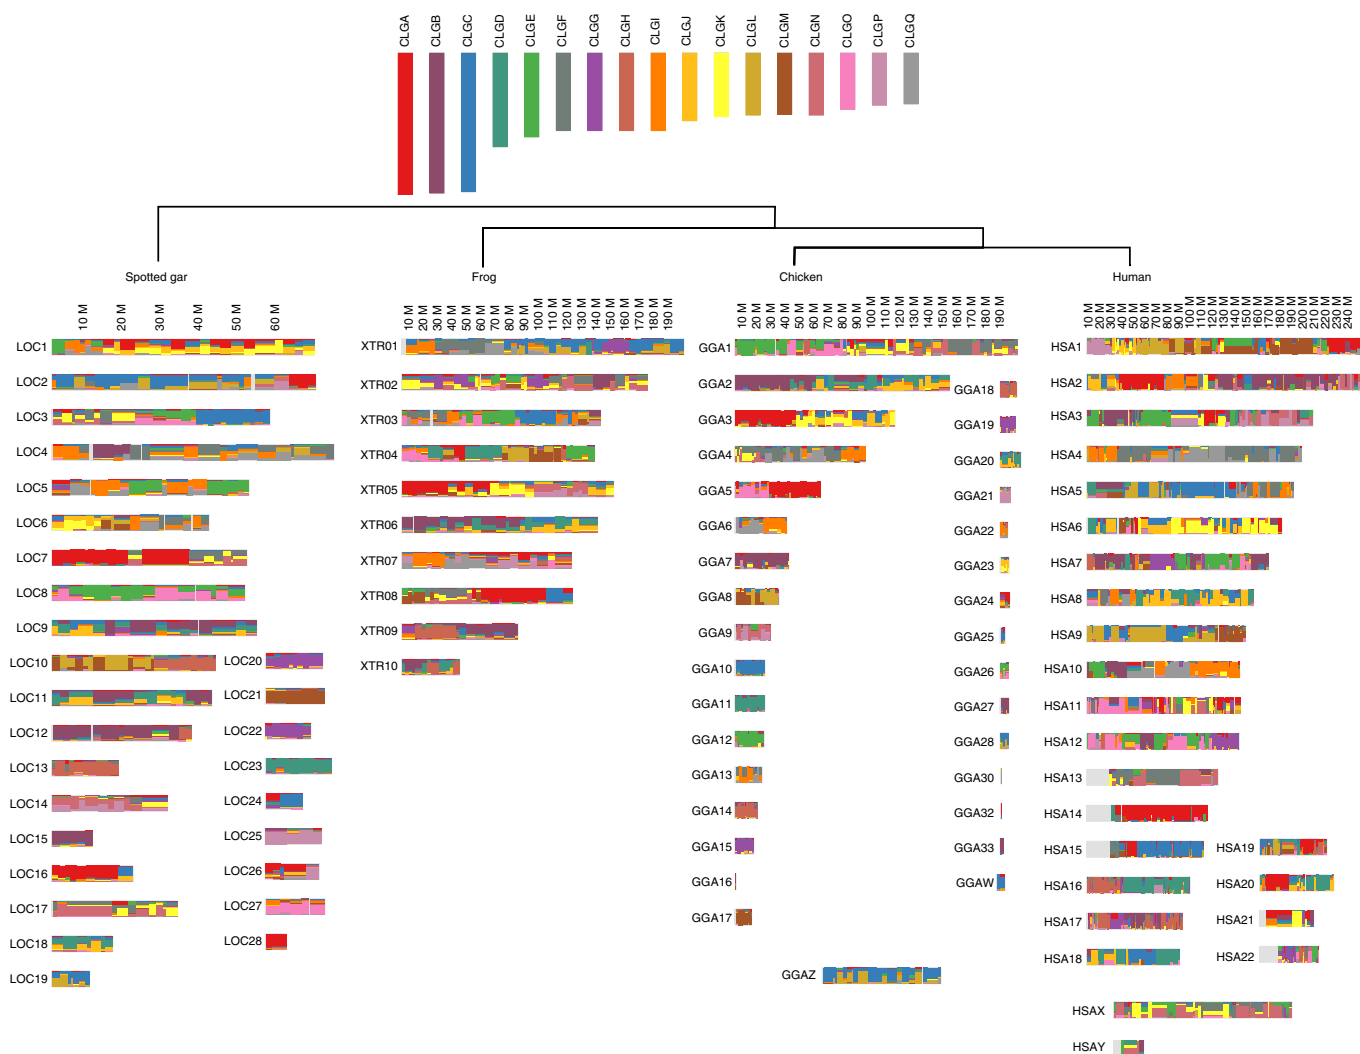 CLGA
CLGB
CLGC
CLGD
CLGE
CLGF
CLGG
CLGH
CLGI
CLGJ
CLGK
CLGL
CLGM
CLGN
CLGO
CLGP
CLGQ
Spotted gar
Frog
Chicken
Human
10 M
20 M
30 M
40 M
50 M
60 M
LOC1
LOC2
LOC3
LOC4
LOC5
LOC6
LOC7
LOC8
LOC9
LOC10
LOC11
LOC12
LOC13
LOC14
LOC15
LOC16
LOC17
LOC18
LOC19
LOC20
LOC21
LOC22
LOC23
LOC24
LOC25
LOC26
LOC27
LOC28
10 M
20 M
30 M
40 M
50 M
60 M
70 M
80 M
90 M
100 M
110 M
120 M
130 M
140 M
150 M
160 M
170 M
180 M
190 M
XTR01
XTR02
XTR03
XTR04
XTR05
XTR06
XTR07
XTR08
XTR09
XTR10
10 M
20 M
30 M
40 M
50 M
60 M
70 M
80 M
90 M
100 M
110 M
120 M
130 M
140 M
150 M
160 M
170 M
180 M
190 M
GGA1
GGA2
GGA3
GGA4
GGA5
GGA6
GGA7
GGA8
GGA9
GGA10
GGA11
GGA12
GGA13
GGA14
GGA15
GGA16
GGA17
GGA18
GGA19
GGA20
GGA21
GGA22
GGA23
GGA24
GGA25
GGA26
GGA27
GGA28
GGA30
GGA32
GGA33
GGAW
GGAZ
10 M
20 M
30 M
40 M
50 M
60 M
70 M
80 M
90 M
100 M
110 M
120 M
130 M
140 M
150 M
160 M
170 M
180 M
190 M
200 M
210 M
220 M
230 M
240 M
HSA1
HSA2
HSA3
HSA4
HSA5
HSA6
HSA7
HSA8
HSA9
HSA10
HSA11
HSA12
HSA13
HSA14
HSA15
HSA16
HSA17
HSA18
HSA19
HSA20
HSA21
HSA22
HSAX
HSAY